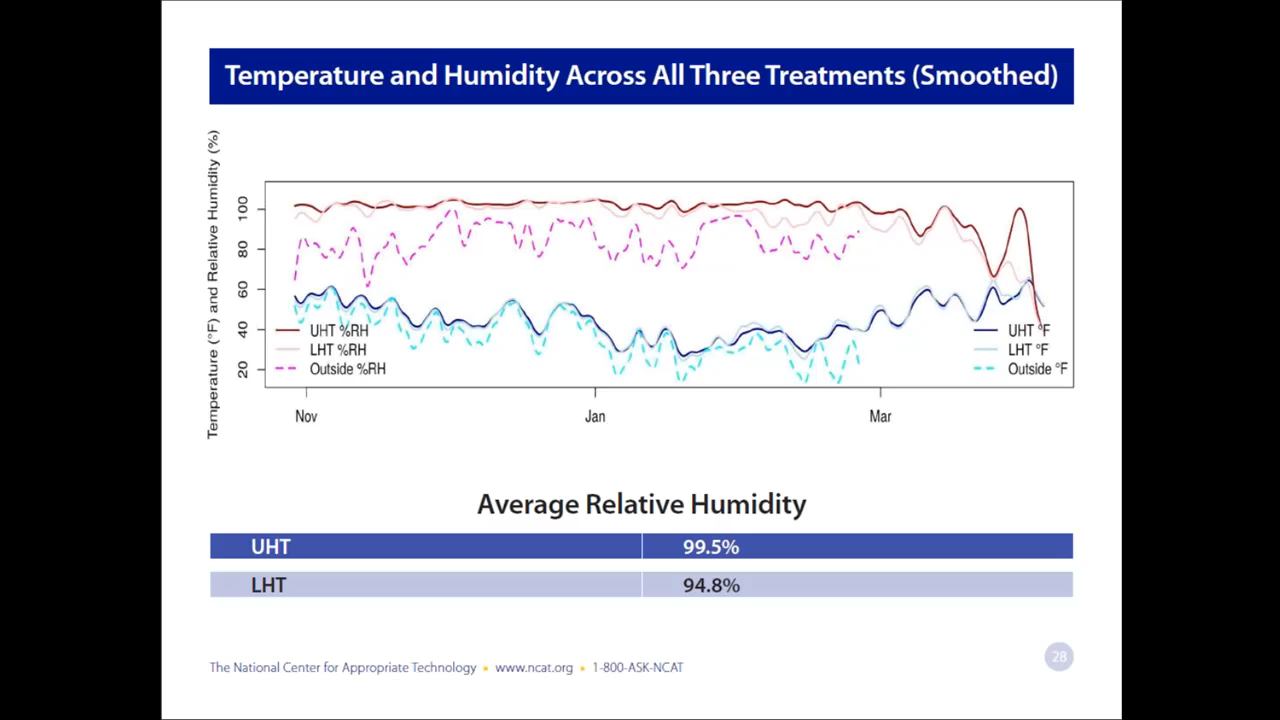 Temperature and Humidity Across All Three Treatments (Smoothed)
Temperature (°F) and Relative Humidity (%)
100
80
60
40
20
UHT %RH
LHT %RH
Outside %RH
UHT °F
LHT °F
Outside °F
Nov Jan Mar
Average Relative Humidity
UHT 99.5%
LHT 94.8%
The National Center for Appropriate Technology ▪ www.ncat.org ▪ 1-800-ASK-NCAT
28